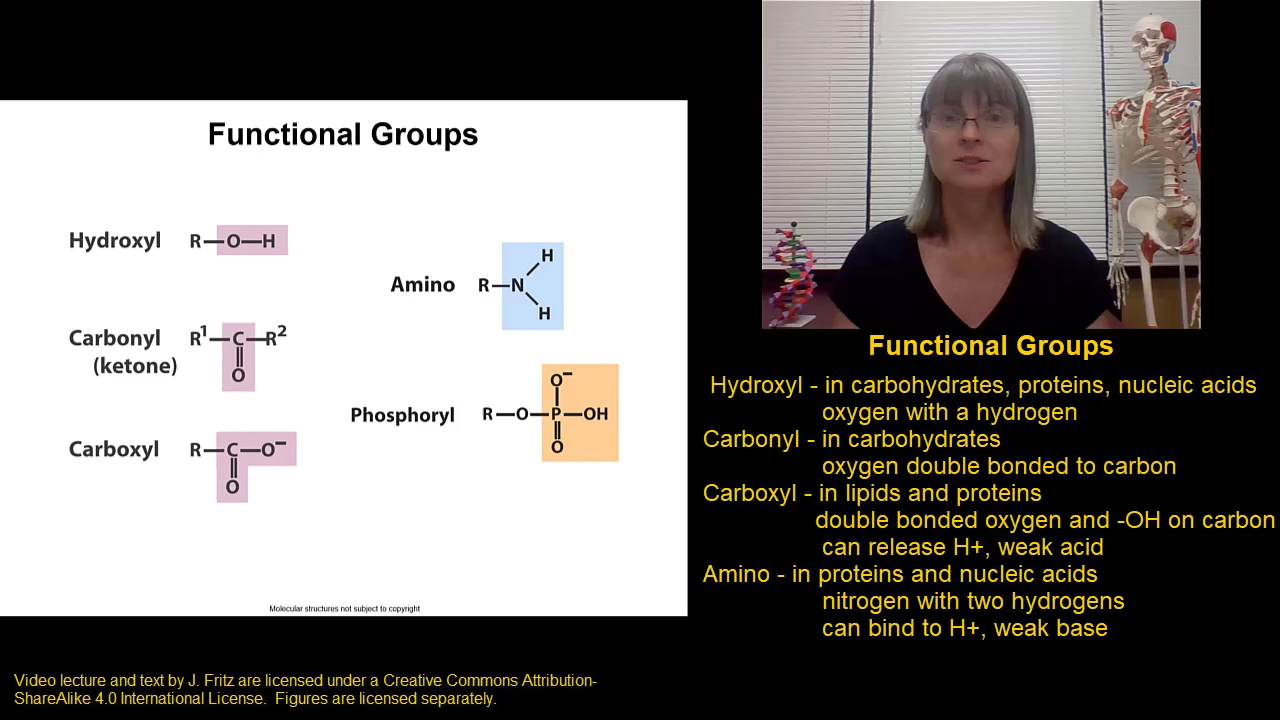 Functional Groups
Hydroxyl R—O—H
Carbonyl R¹—C—R²
(ketone) O
Carboxyl R—C—O⁻
O
Amino R—N H
H
O⁻
Phosphoryl R—O—P—OH
O
Molecular structures not subject to copyright
Functional Groups
Hydroxyl - in carbohydrates, proteins, nucleic acids
oxygen with a hydrogen
Carbonyl - in carbohydrates
oxygen double bonded to carbon
Carboxyl - in lipids and proteins
double bonded oxygen and -OH on carbon
can release H+, weak acid
Amino - in proteins and nucleic acids
nitrogen with two hydrogens
can bind to H+, weak base
Video lecture and text by J. Fritz are licensed under a Creative Commons Attribution-
ShareAlike 4.0 International License. Figures are licensed separately.